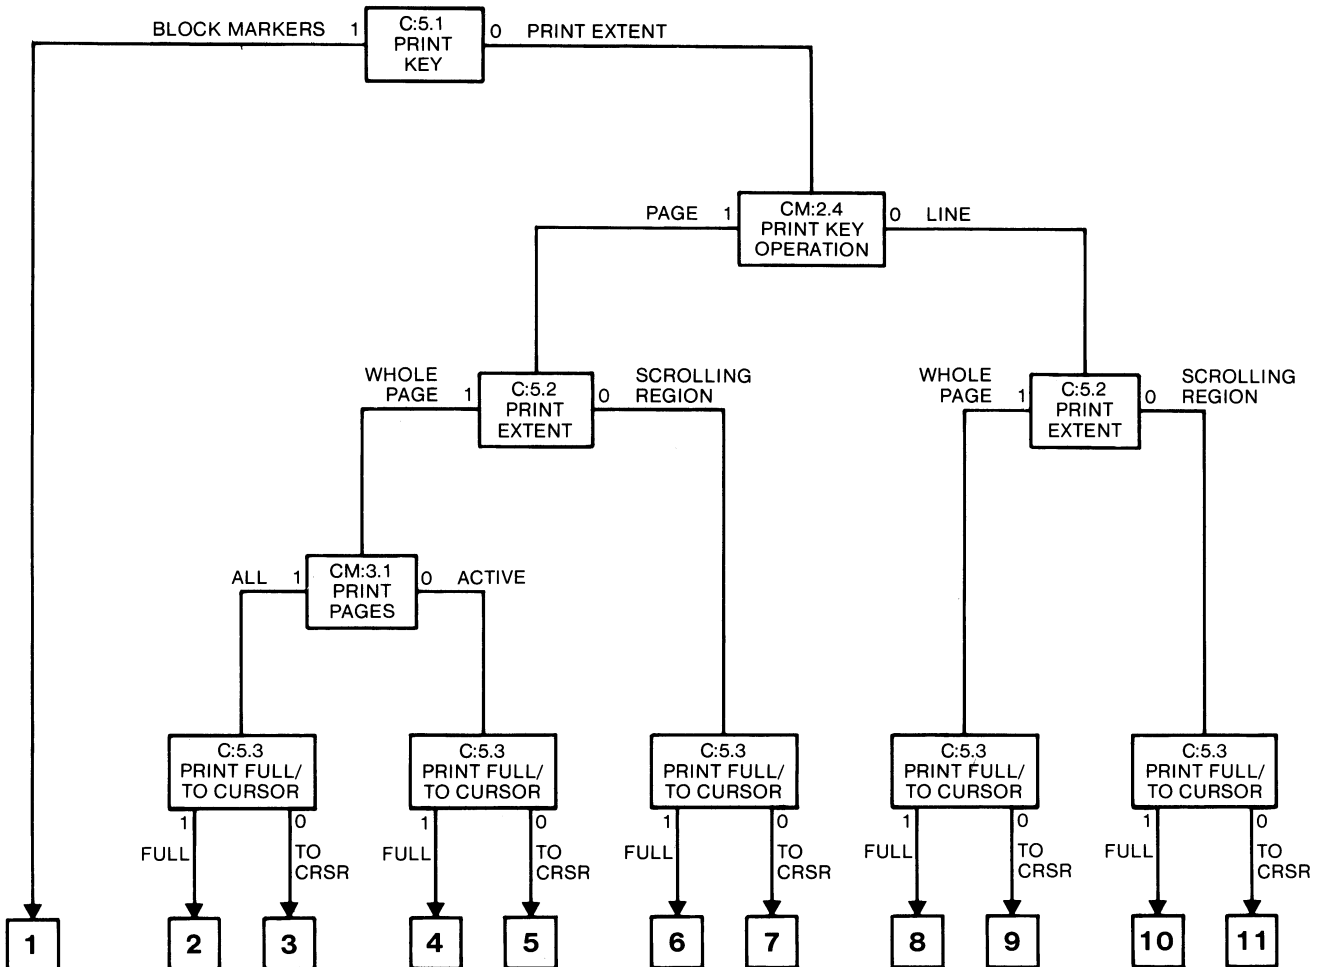 BLOCK MARKERS 1
C:5.1
PRINT
KEY
0 PRINT EXTENT
PAGE 1
CM:2.4
PRINT KEY
OPERATION
0 LINE
WHOLE
PAGE 1
C:5.2
PRINT
EXTENT
0
SCROLLING
REGION
WHOLE
PAGE 1
C:5.2
PRINT
EXTENT
0
SCROLLING
REGION
ALL 1
CM:3.1
PRINT
PAGES
0 ACTIVE
C:5.3
PRINT FULL/
TO CURSOR
1 0
FULL
TO
CRSR
C:5.3
PRINT FULL/
TO CURSOR
1 0
FULL
TO
CRSR
C:5.3
PRINT FULL/
TO CURSOR
1 0
FULL
TO
CRSR
C:5.3
PRINT FULL/
TO CURSOR
1 0
FULL
TO
CRSR
C:5.3
PRINT FULL/
TO CURSOR
1 0
FULL
TO
CRSR
1 2 3 4 5 6 7 8 9 10 11